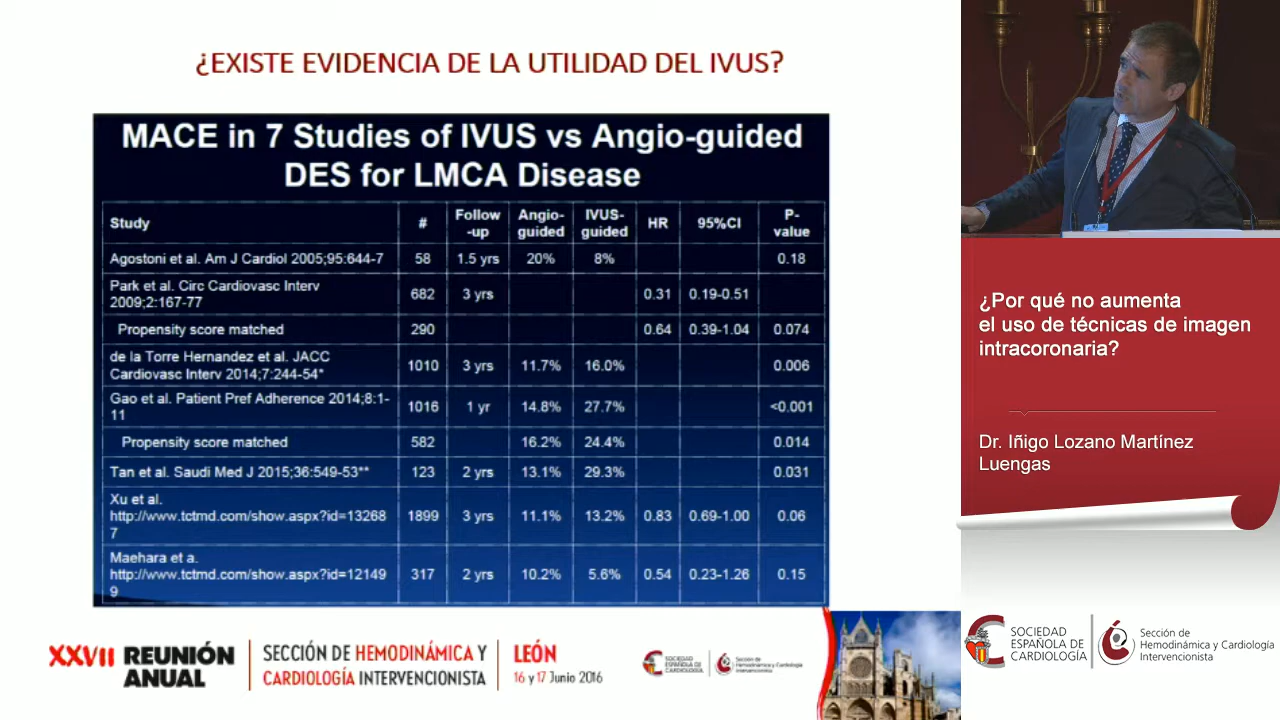 ¿EXISTE EVIDENCIA DE LA UTILIDAD DEL IVUS?
MACE in 7 Studies of IVUS vs Angio-guided
DES for LMCA Disease
Study # Follow-up Angio-guided IVUS-guided HR 95%CI P-value
Agostoni et al. Am J Cardiol 2005;95:644-7 58 1.5 yrs 20% 8% 0.18
Park et al. Circ Cardiovasc Interv
2009;2:167-77 682 3 yrs 0.31 0.19-0.51
Propensity score matched 290 0.64 0.39-1.04 0.074
de la Torre Hernandez et al. JACC
Cardiovasc Interv 2014;7:244-54* 1010 3 yrs 11.7% 16.0% 0.006
Gao et al. Patient Pref Adherence 2014;8:1-
11 1016 1 yr 14.8% 27.7% <0.001
Propensity score matched 582 16.2% 24.4% 0.014
Tan et al. Saudi Med J 2015;36:549-53** 123 2 yrs 13.1% 29.3% 0.031
Xu et al.
http://www.tctmd.com/show.aspx?id=13268
7 1899 3 yrs 11.1% 13.2% 0.83 0.69-1.00 0.06
Maehara et a.
http://www.tctmd.com/show.aspx?id=12149
9 317 2 yrs 10.2% 5.6% 0.54 0.23-1.26 0.15
¿Por qué no aumenta
el uso de técnicas de imagen
intracoronaria?
Dr. Iñigo Lozano Martínez
Luengas
XXVII REUNIÓN
ANUAL
SECCIÓN DE HEMODINÁMICA Y
CARDIOLOGÍA INTERVENCIONISTA
LEÓN
16 y 17 Junio 2016
SOCIEDAD
ESPAÑOLA DE
CARDIOLOGÍA
Sección de
Hemodinámica y Cardiología
Intervencionista
SOCIEDAD
ESPAÑOLA DE
CARDIOLOGÍA
Sección de
Hemodinámica y Cardiología
Intervencionista